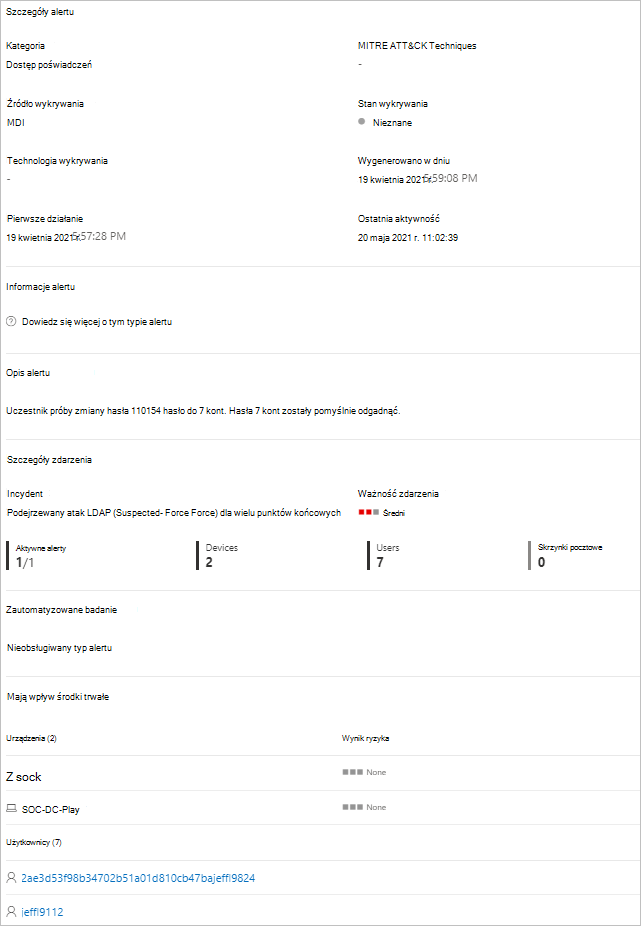 Szczegóły alertu
Kategoria MITRE ATT&CK Techniques
Dostęp poświadczeń -
Źródło wykrywania Stan wykrywania
MDI Nieznane
Technologia wykrywania Wygenerowano w dniu
- 19 kwietnia 2021 r. 5:59:08 PM
Pierwsze działanie Ostatnia aktywność
19 kwietnia 2021 r. 5:57:28 PM 20 maja 2021 r. 11:02:39
Informacje alertu
Dowiedz się więcej o tym typie alertu
Opis alertu
Uczestnik próby zmiany hasła 110154 hasło do 7 kont. Hasła 7 kont zostały pomyślnie odgadnąć.
Szczegóły zdarzenia
Incydent Ważność zdarzenia
Podejrzewany atak LDAP (Suspected- Force Force) dla wielu punktów końcowych Średni
Aktywne alerty Devices Users Skrzynki pocztowe
1/1 2 7 0
Zautomatyzowane badanie
Nieobsługiwany typ alertu
Mają wpływ środki trwałe
Urządzenia (2) Wynik ryzyka
Z sock None
SOC-DC-Play None
Użytkownicy (7)
2ae3d53f98b34702b51a01d810cb47bajeffl9824
jeffl9112